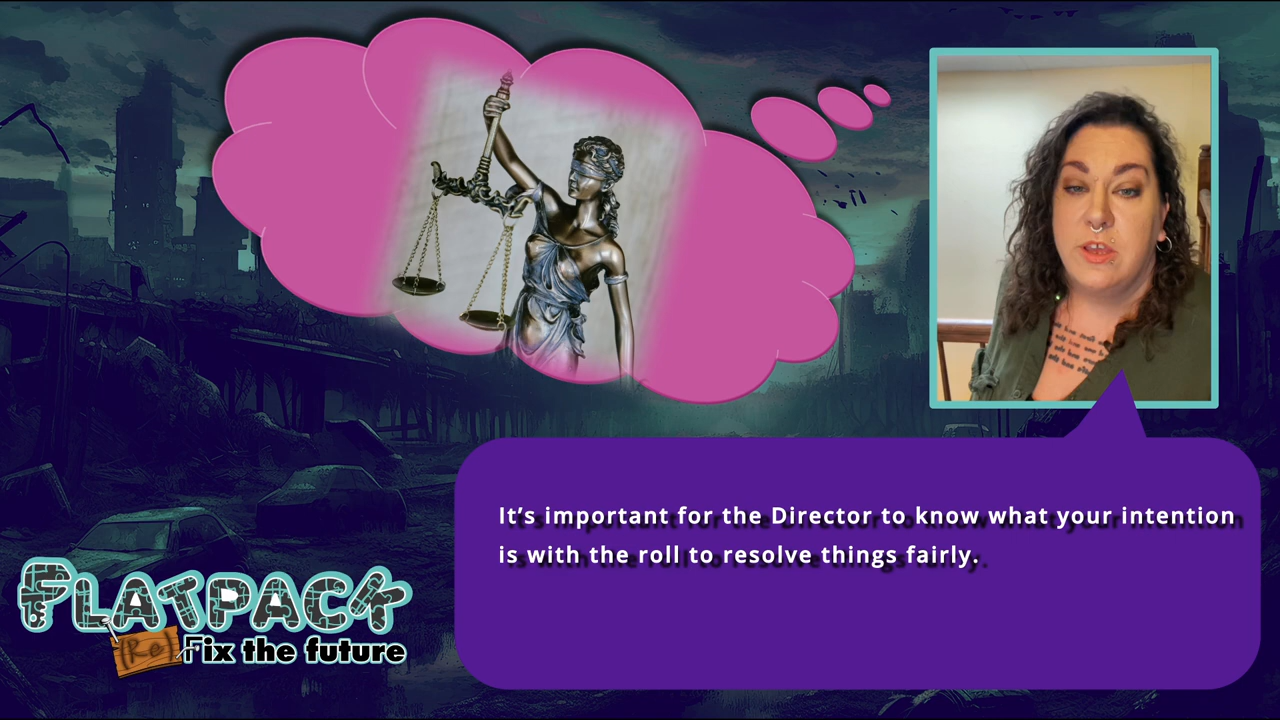 It's important for the Director to know what your intention
is with the roll to resolve things fairly.
FLATPACK
(Re) Fix the future